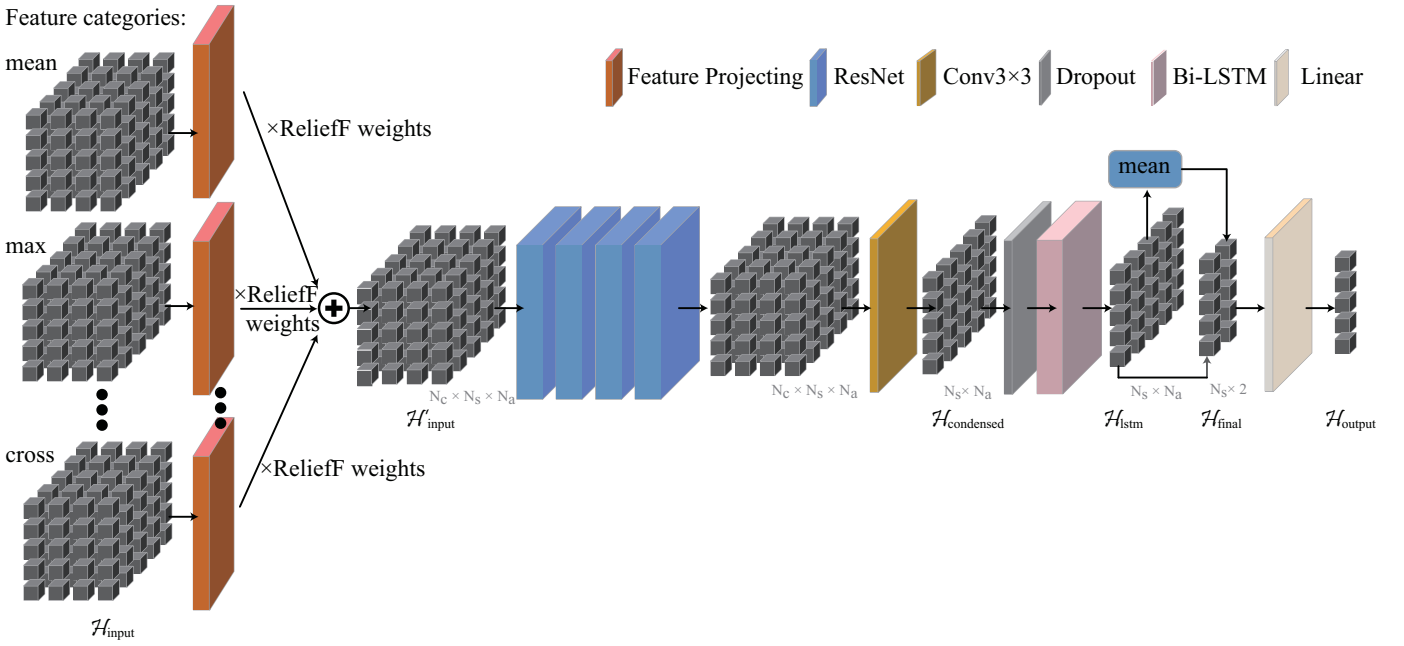 Feature categories:
mean
max
cross
ℋinput
×ReliefF weights
×ReliefF
weights
×ReliefF weights
Feature Projecting
ResNet
Conv3×3
Dropout
Bi-LSTM
Linear
Nc × Ns × Na
ℋ'input
Nc × Ns × Na
Ns× Na
ℋcondensed
mean
Ns × Na
ℋlstm
Ns× 2
ℋfinal
ℋoutput